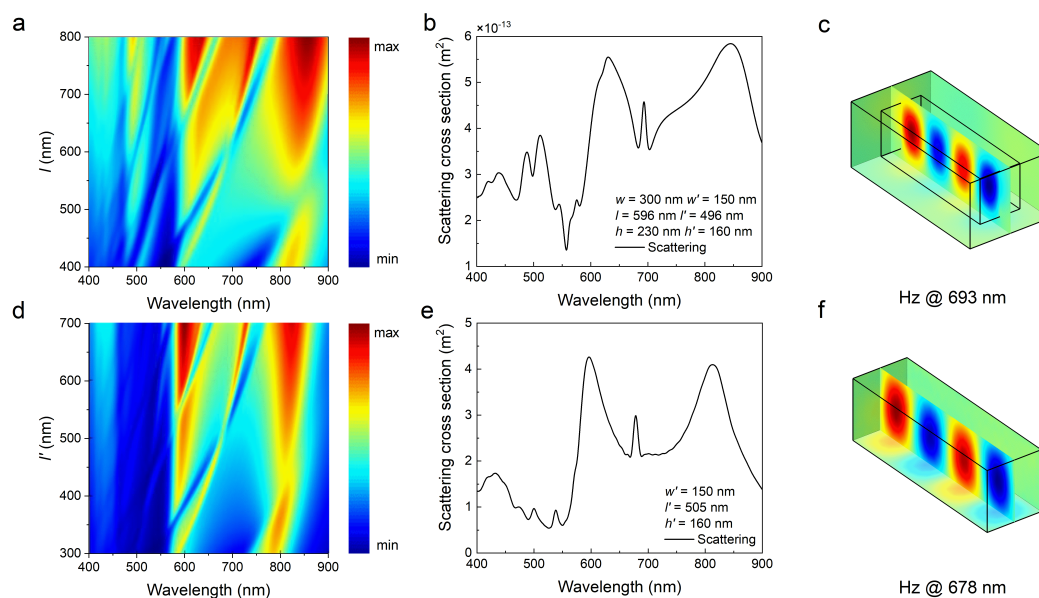 a
800
700
600
500
400
l (nm)
400 500 600 700 800 900
Wavelength (nm)
max
min
b
×10⁻¹³
6
5
4
3
2
1
Scattering cross section (m²)
w = 300 nm w' = 150 nm
l = 596 nm l' = 496 nm
h = 230 nm h' = 160 nm
Scattering
400 500 600 700 800 900
Wavelength (nm)
c
Hz @ 693 nm
d
700
600
500
400
300
l' (nm)
400 500 600 700 800 900
Wavelength (nm)
max
min
e
5
4
3
2
1
0
Scattering cross section (m²)
w' = 150 nm
l' = 505 nm
h' = 160 nm
Scattering
400 500 600 700 800 900
Wavelength (nm)
f
Hz @ 678 nm